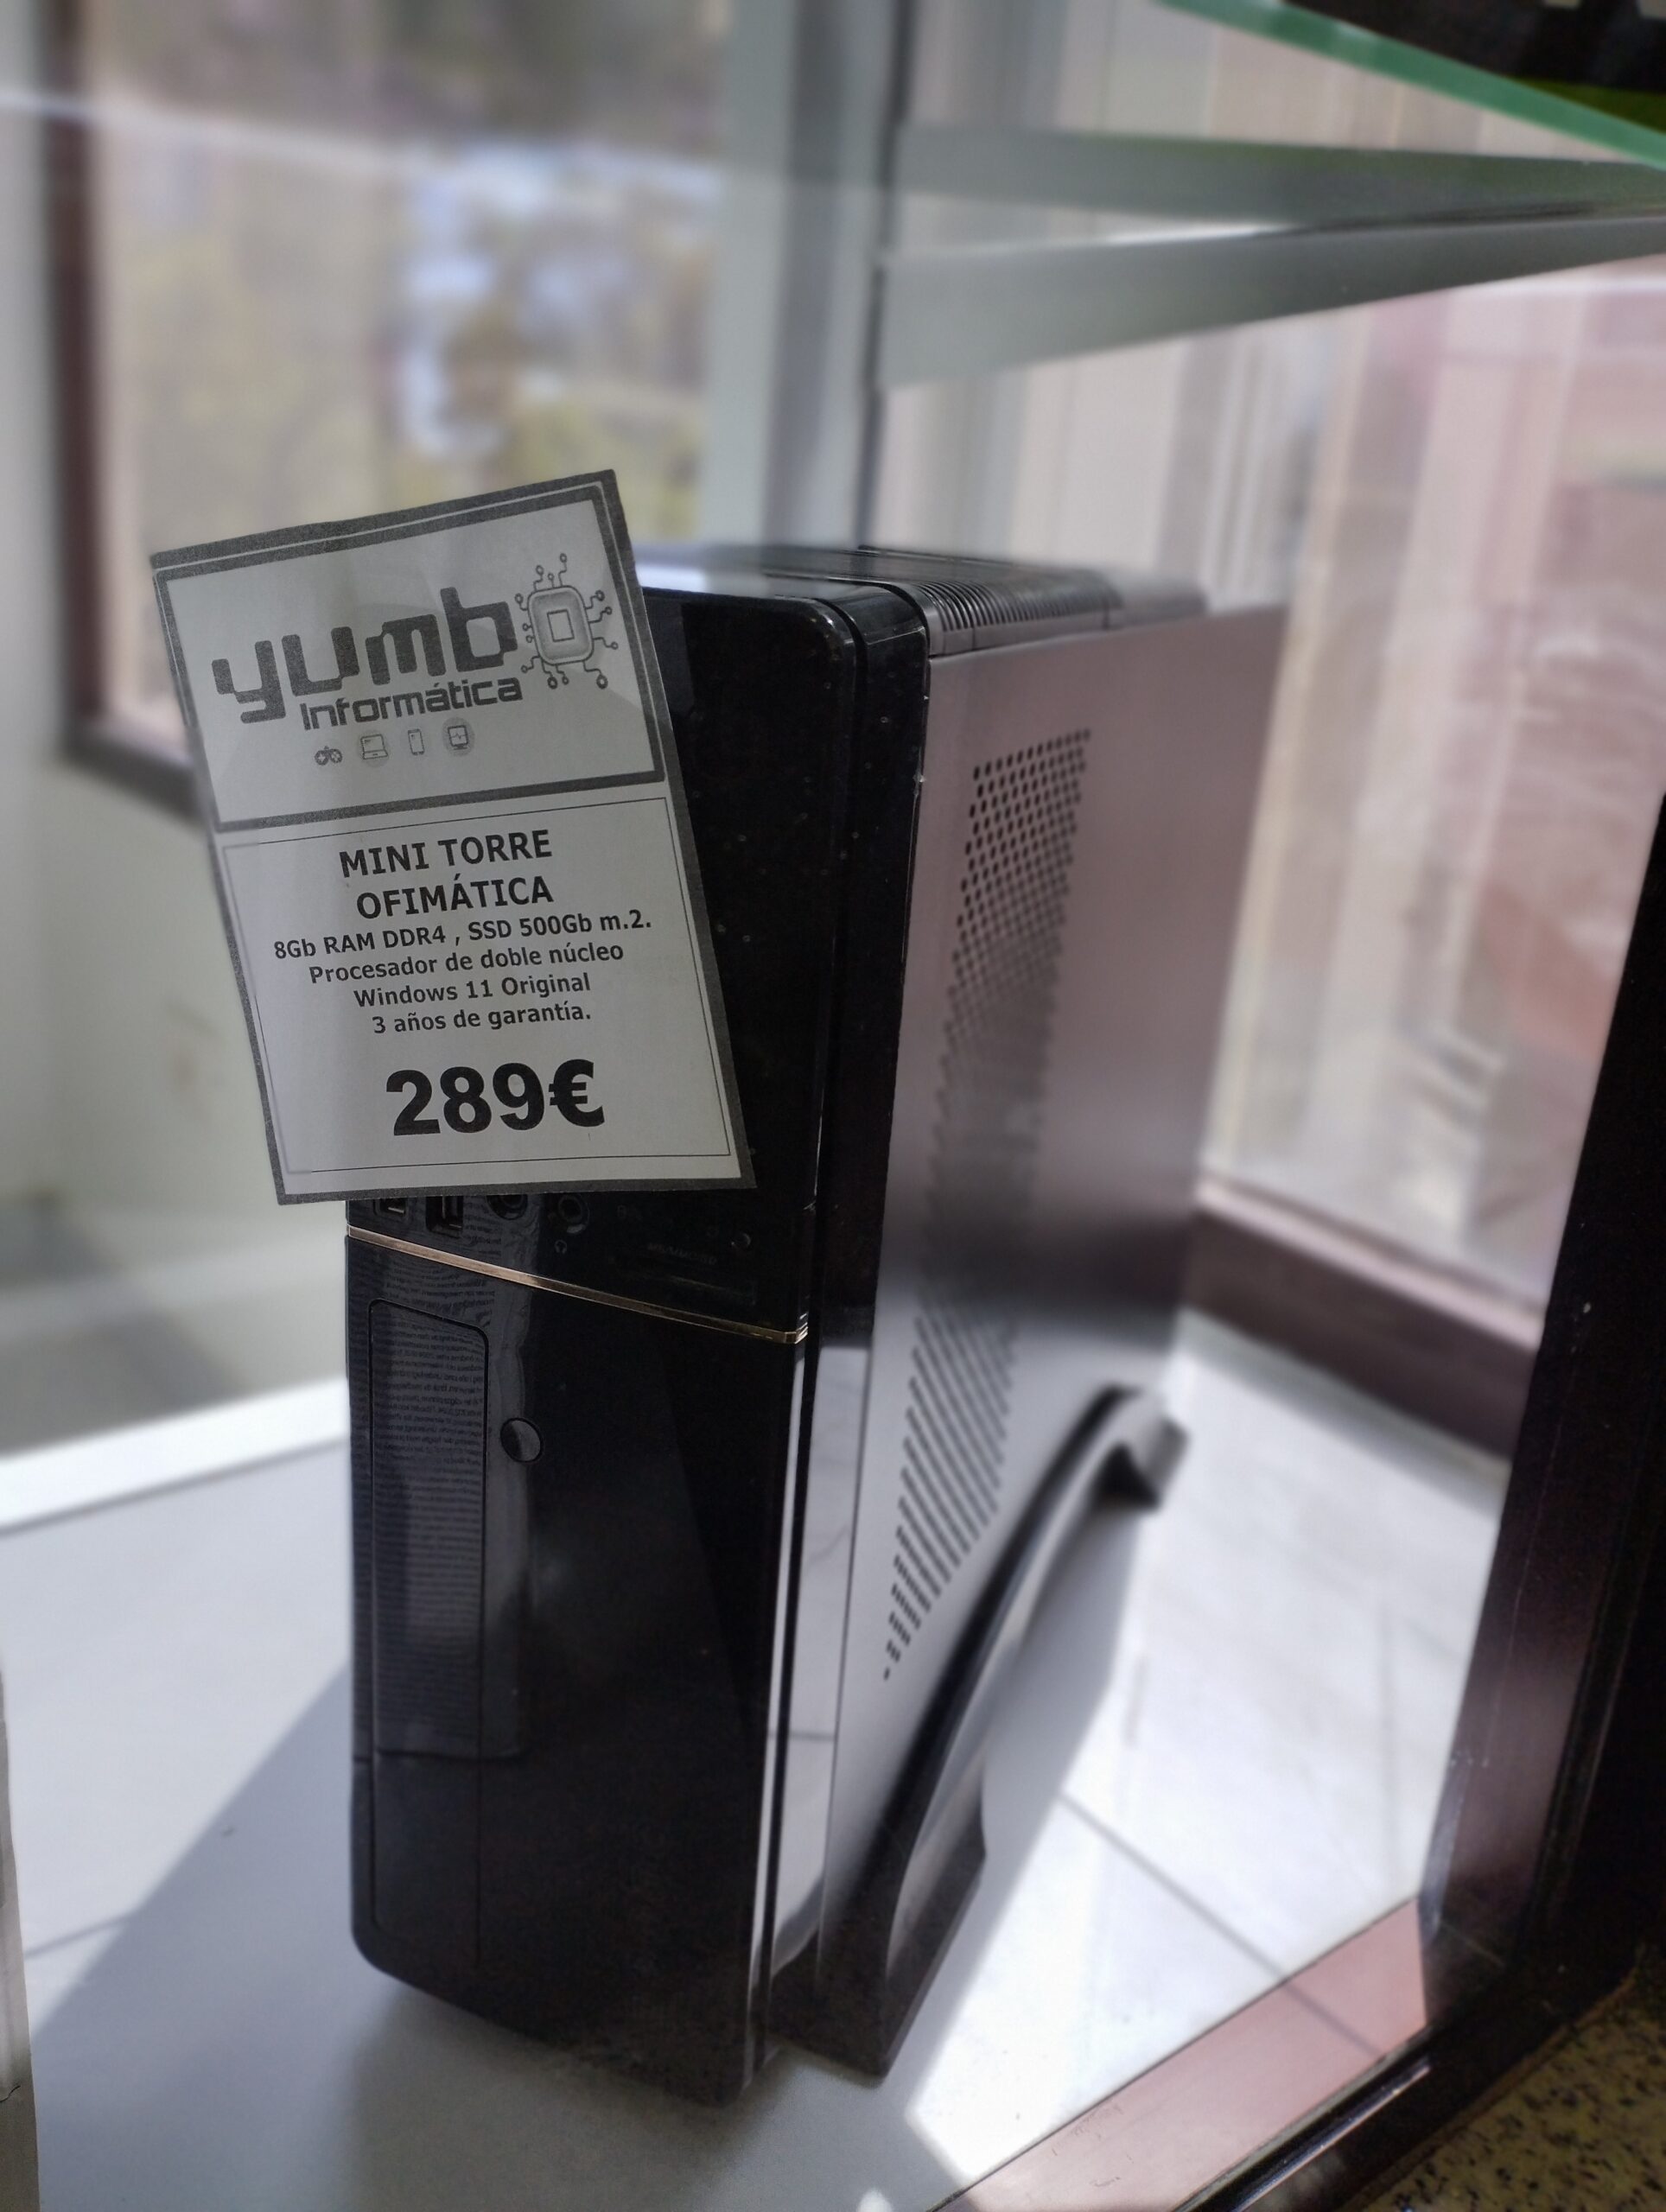 yumbo
Informática
MINI TORRE
OFIMÁTICA
8Gb RAM DDR4 , SSD 500Gb m.2.
Procesador de doble núcleo
Windows 11 Original
3 años de garantía.
289€